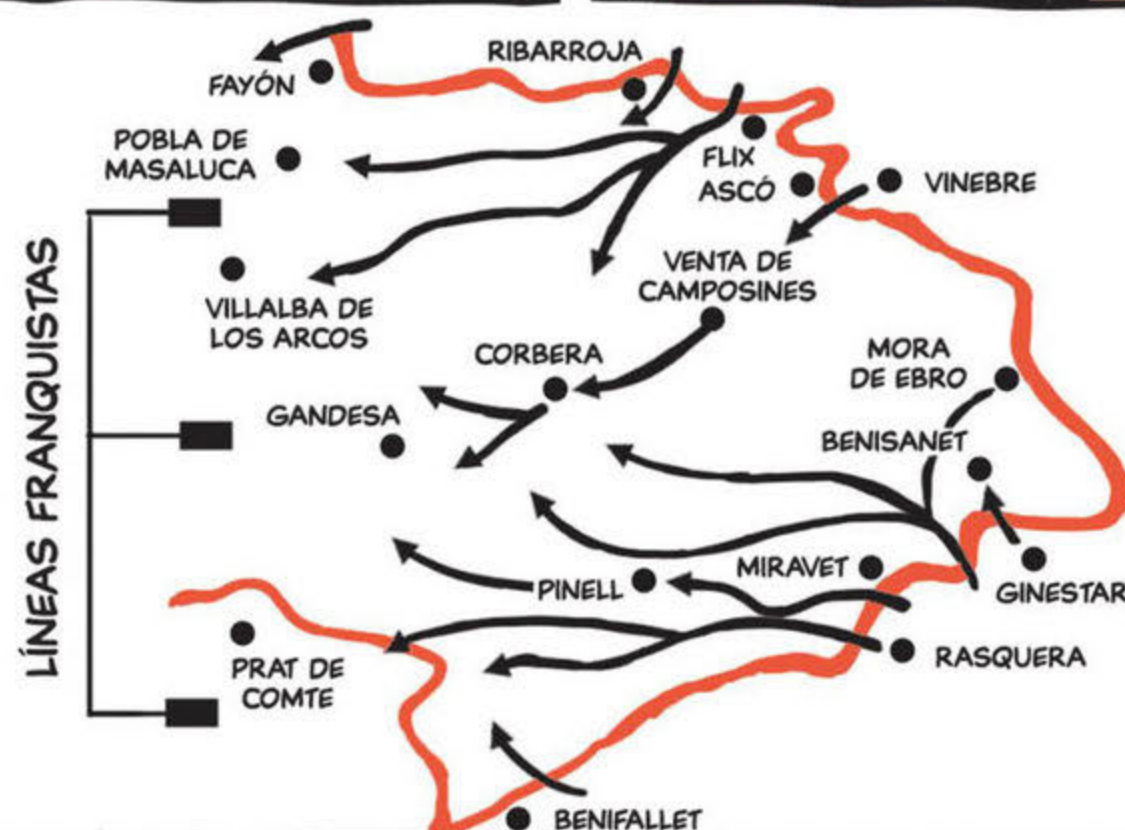 RIBARROJA
FAYÓN
POBLA DE
MASALUCA
FLIX
ASCÓ
VINEBRE
LÍNEAS FRANQUISTAS
VENTA DE
CAMPOSINES
VILLALBA DE
LOS ARCOS
CORBERA
MORA
DE EBRO
GANDESA
BENISANET
MIRAVET
PINELL
GINESTAR
RASQUERA
PRAT DE
COMTE
BENIFALLET